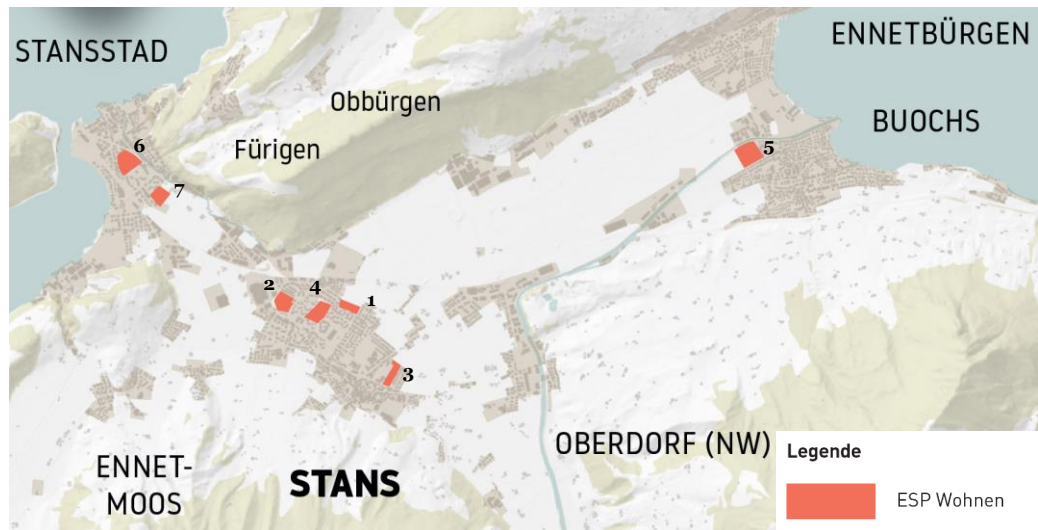 STANSSTAD
ENNETBÜRGEN
Obbürgen
BUOCHS
Fürigen
6
5
7
2
4
1
3
ENNET-
MOOS
STANS
OBERDORF (NW)
Legende
ESP Wohnen